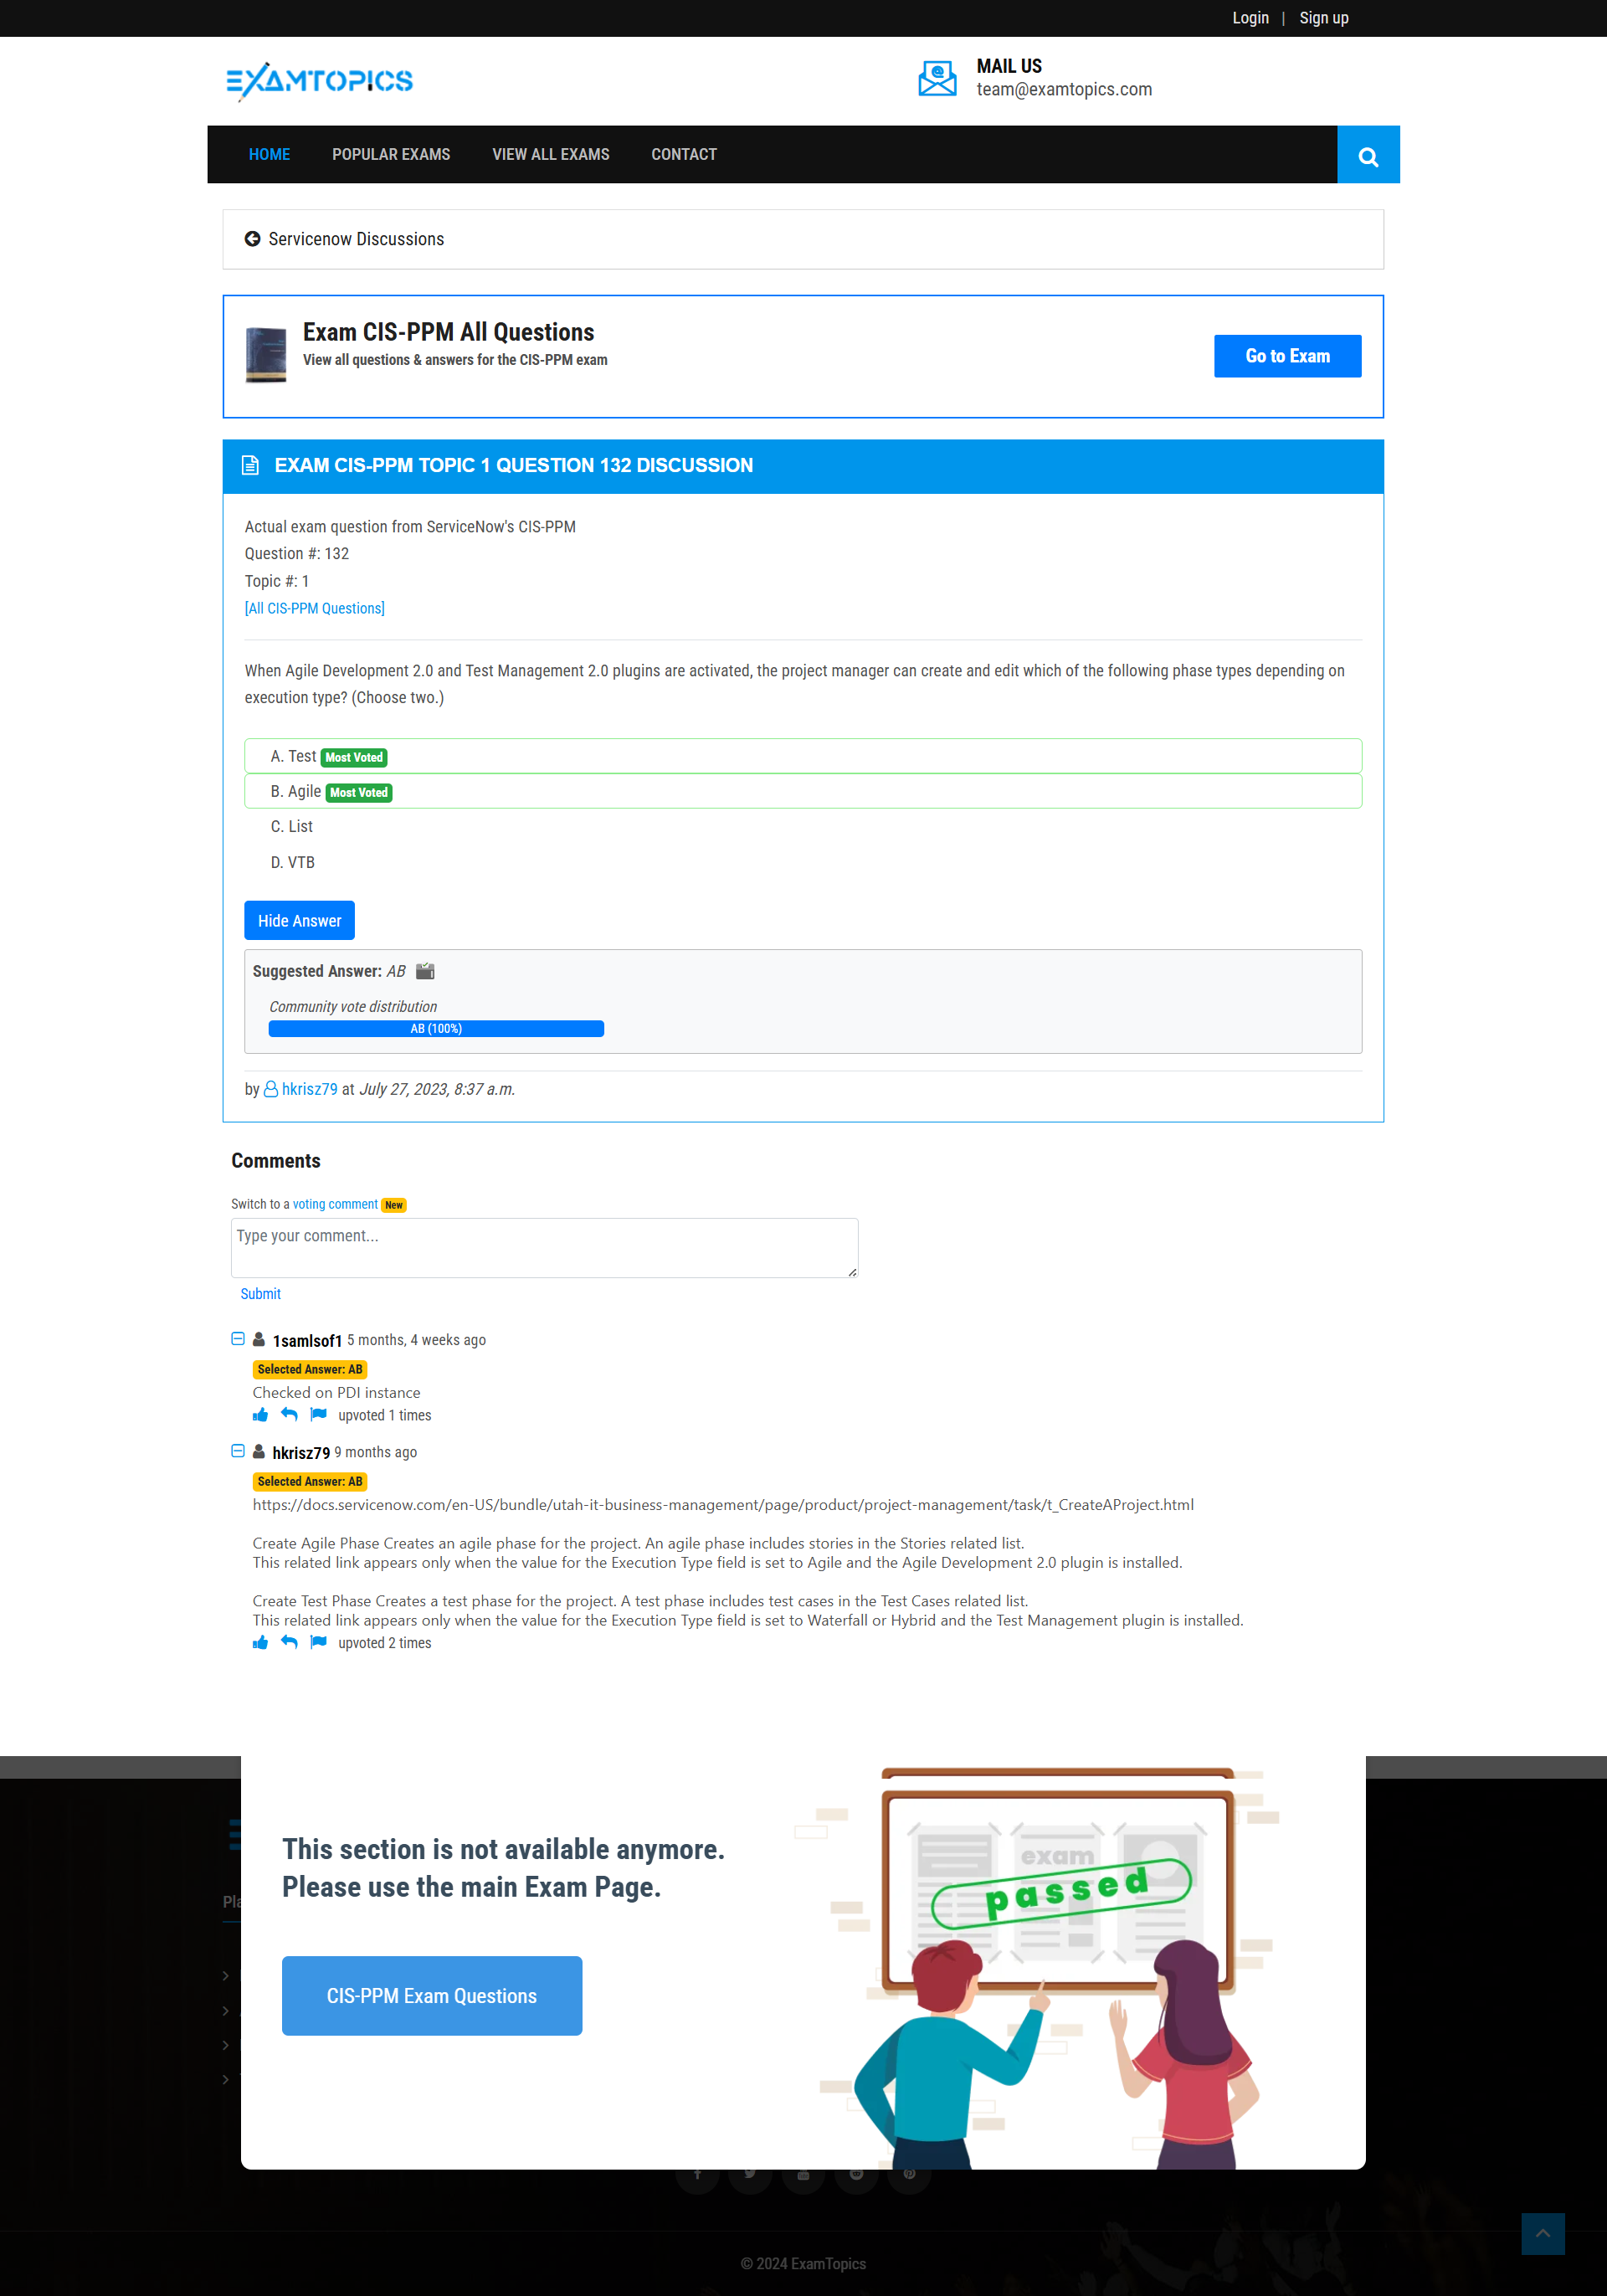 Login | Sign up
EXAMTOPICS
MAIL US
team@examtopics.com
HOME POPULAR EXAMS VIEW ALL EXAMS CONTACT
Servicenow Discussions
Exam CIS-PPM All Questions
View all questions & answers for the CIS-PPM exam
Go to Exam
EXAM CIS-PPM TOPIC 1 QUESTION 132 DISCUSSION
Actual exam question from ServiceNow's CIS-PPM
Question #: 132
Topic #: 1
[All CIS-PPM Questions]
When Agile Development 2.0 and Test Management 2.0 plugins are activated, the project manager can create and edit which of the following phase types depending on
execution type? (Choose two.)
A. Test Most Voted
B. Agile Most Voted
C. List
D. VTB
Hide Answer
Suggested Answer: AB
Community vote distribution
AB (100%)
by hkrisz79 at July 27, 2023, 8:37 a.m.
Comments
Switch to a voting comment New
Type your comment...
Submit
1samlsof1 5 months, 4 weeks ago
Selected Answer: AB
Checked on PDI instance
upvoted 1 times
hkrisz79 9 months ago
Selected Answer: AB
https://docs.servicenow.com/en-US/bundle/utah-it-business-management/page/product/project-management/task/t_CreateAProject.html
Create Agile Phase Creates an agile phase for the project. An agile phase includes stories in the Stories related list.
This related link appears only when the value for the Execution Type field is set to Agile and the Agile Development 2.0 plugin is installed.
Create Test Phase Creates a test phase for the project. A test phase includes test cases in the Test Cases related list.
This related link appears only when the value for the Execution Type field is set to Waterfall or Hybrid and the Test Management plugin is installed.
upvoted 2 times
This section is not available anymore.
Please use the main Exam Page.
CIS-PPM Exam Questions
exam
passed
© 2024 ExamTopics